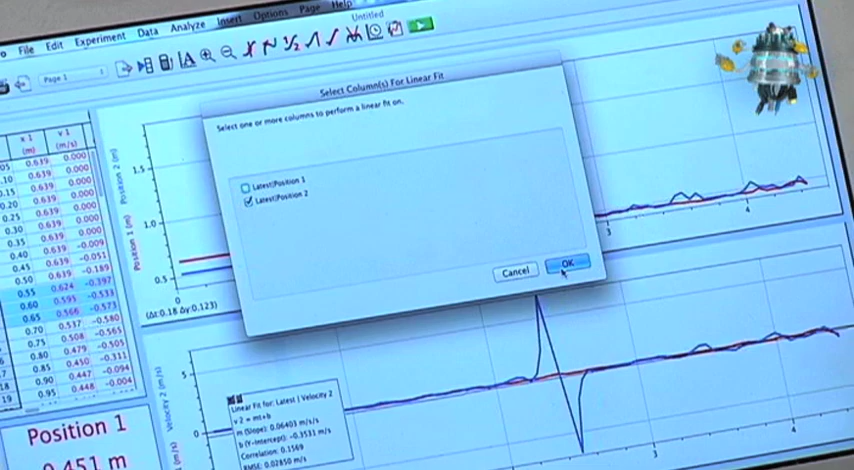 File Edit Experiment Data Analyze Insert Options Page Help
Untitled
Page 1
Select Column(s) For Linear Fit
Select one or more columns to perform a linear fit on.
Latest|Position 1
Latest|Position 2
Cancel OK
x 1 v 1
(m) (m/s)
05 0.639 0.000
.10 0.639 0.000
0.15 0.639 0.000
0.20 0.639 0.000
0.25 0.639 0.000
0.30 0.639 0.000
0.35 0.639 0.000
0.40 0.639 -0.009
0.45 0.639 -0.051
0.50 0.639 -0.189
0.55 0.624 -0.397
0.60 0.595 -0.533
0.65 0.566 -0.573
0.70 0.537 -0.580
0.75 0.508 -0.565
0.80 0.479 -0.505
0.85 0.450 -0.311
18 0.90 0.447 -0.094
19 0.95 0.448 -0.004
Position 1
0.451 m
Position 1 (m) Position 2 (m)
1.5
1.0
0.5
0 3 4
(Δt:0.18 Δy:0.123)
Velocity 2 (m/s)
5
0
3 4
Linear Fit for: Latest | Velocity 2
v 2 = mt+b
m (Slope): 0.06403 m/s/s
b (Y-Intercept): -0.3531 m/s
Correlation: 0.1569
RMSE: 0.02850 m/s